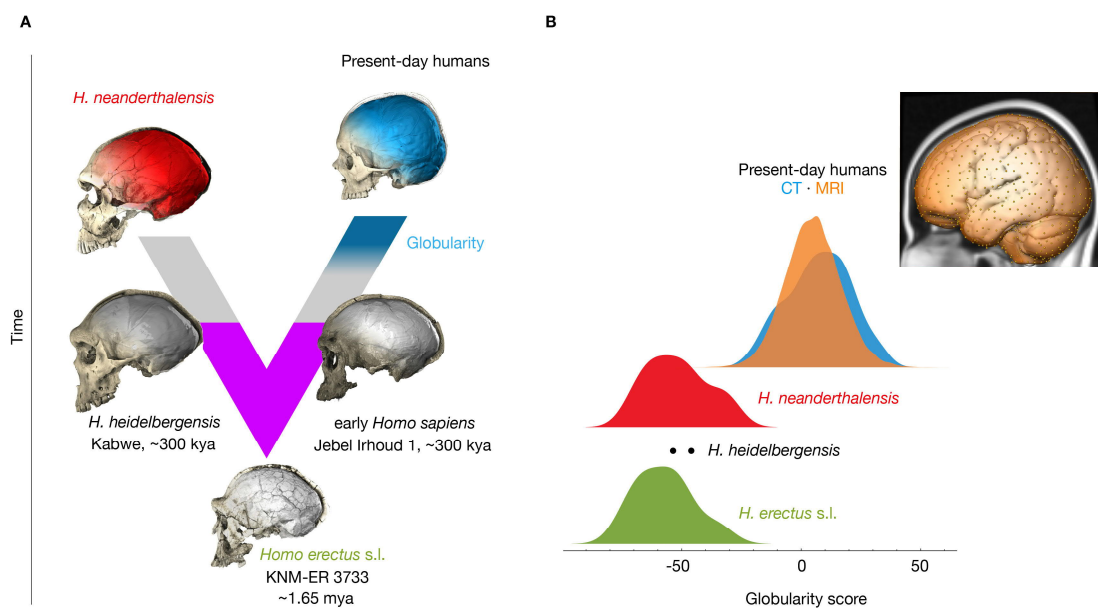 A
Present-day humans
H. neanderthalensis
Globularity
Time
H. heidelbergensis
Kabwe, ~300 kya
early Homo sapiens
Jebel Irhoud 1, ~300 kya
Homo erectus s.l.
KNM-ER 3733
~1.65 mya
B
Present-day humans
CT · MRI
H. neanderthalensis
H. heidelbergensis
H. erectus s.l.
-50 0 50
Globularity score